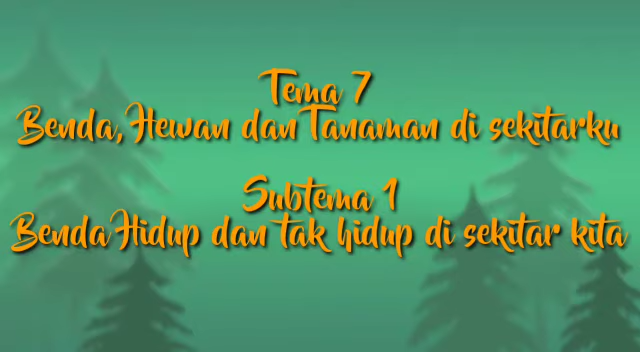 Tema 7
Benda, Hewan dan Tanaman di sekitarku
Subtema 1
Benda Hidup dan tak hidup di sekitar kita